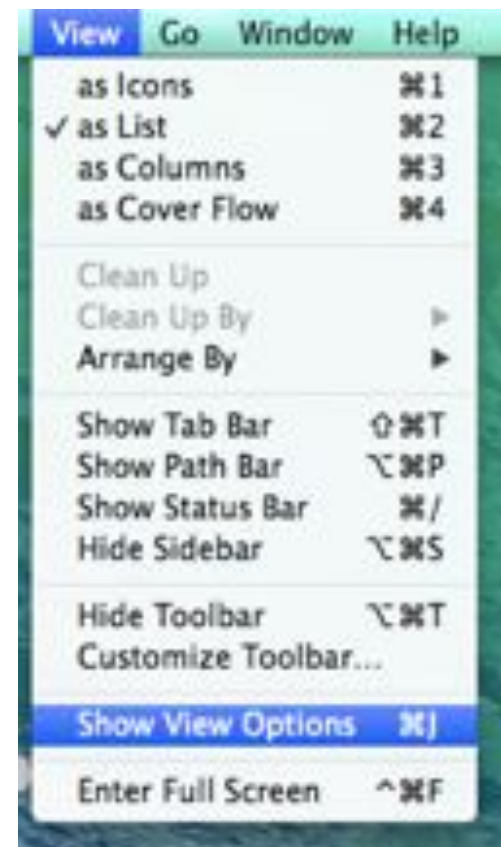 View Go Window Help
as Icons ⌘1
✓ as List ⌘2
as Columns ⌘3
as Cover Flow ⌘4
Clean Up
Clean Up By ▶
Arrange By ▶
Show Tab Bar ⇧⌘T
Show Path Bar ⌥⌘P
Show Status Bar ⌘/
Hide Sidebar ⌥⌘S
Hide Toolbar ⌥⌘T
Customize Toolbar...
Show View Options ⌘J
Enter Full Screen ^⌘F